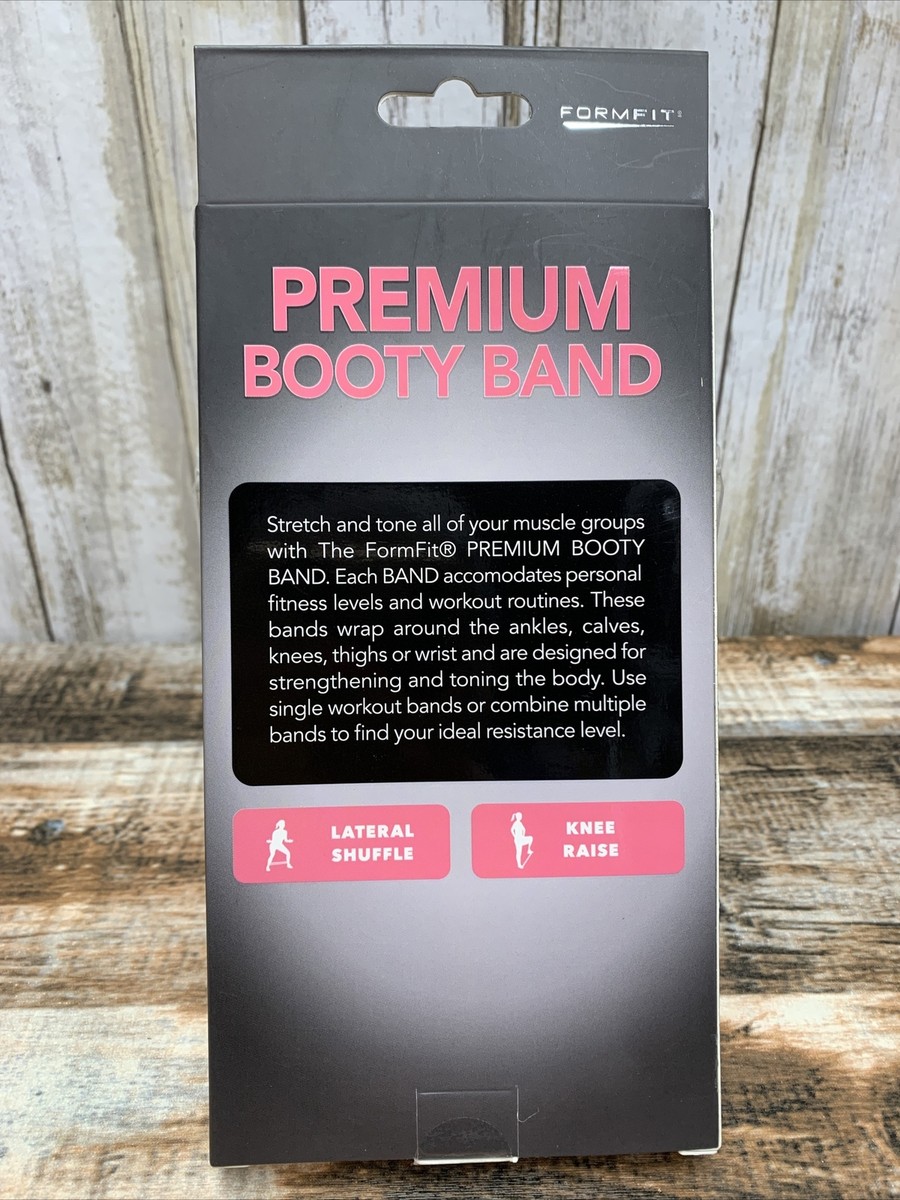 FORMFIT®
PREMIUM
BOOTY BAND
Stretch and tone all of your muscle groups
with The FormFit® PREMIUM BOOTY
BAND. Each BAND accomodates personal
fitness levels and workout routines. These
bands wrap around the ankles, calves,
knees, thighs or wrist and are designed for
strengthening and toning the body. Use
single workout bands or combine multiple
bands to find your ideal resistance level.
LATERAL
SHUFFLE
KNEE
RAISE